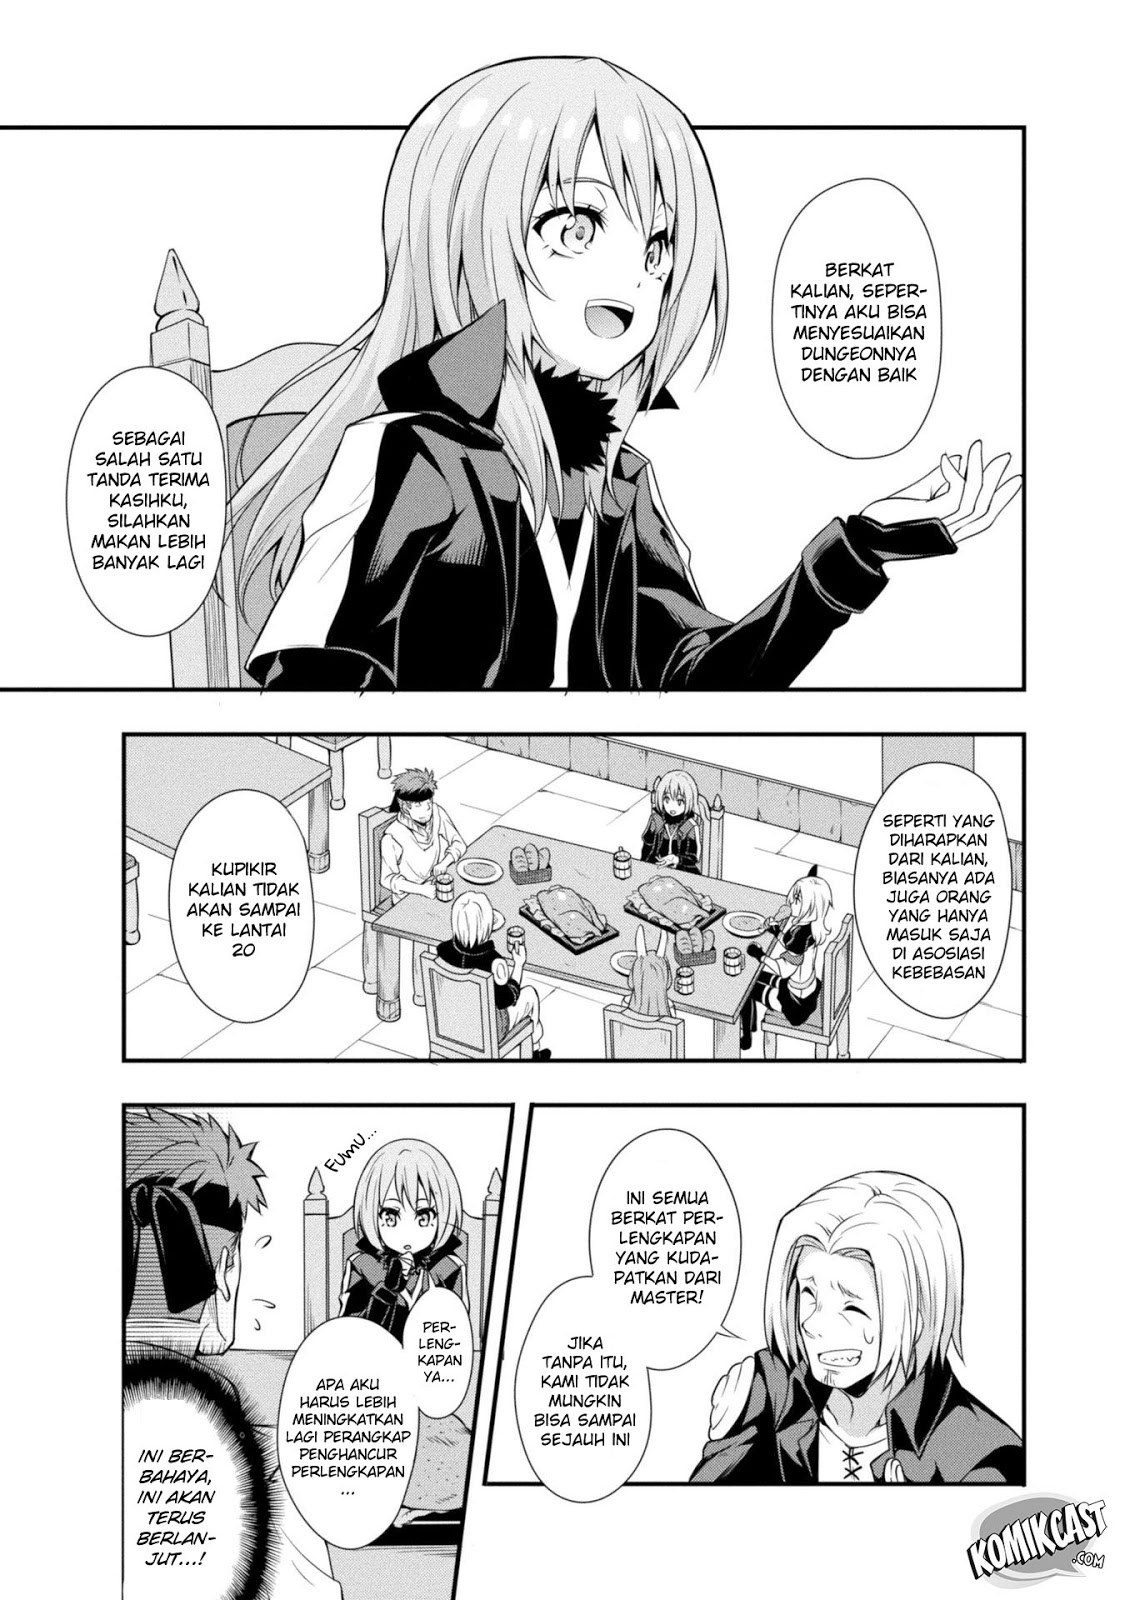 BERKAT
KALIAN, SEPER-
TINYA AKU BISA
MENYESUAIKAN
DUNGEONNYA
DENGAN BAIK
SEBAGAI
SALAH SATU
TANDA TERIMA
KASIHKU,
SILAHKAN
MAKAN LEBIH
BANYAK LAGI
SEPERTI YANG
DIHARAPKAN
DARI KALIAN,
BIASANYA ADA
JUGA ORANG
YANG HANYA
MASUK SAJA
DI ASOSIASI
KEBEBASAN
KUPIKIR
KALIAN TIDAK
AKAN SAMPAI
KE LANTAI
20
INI SEMUA
BERKAT PER-
LENGKAPAN
YANG KUDA-
PATKAN DARI
MASTER!
JIKA
TANPA ITU,
KAMI TIDAK
MUNGKIN
BISA SAMPAI
SEJAUH INI
FUMU...
PER-
LENG-
KAPAN
YA...
APA AKU
HARUS LEBIH
MENINGKATKAN
LAGI PERANGKAP
PENGHANCUR
PERLENGKAPAN
...
INI BER-
BAHAYA,
INI AKAN
TERUS
BERLAN-
JUT...!
KOMIKCAST
.COM